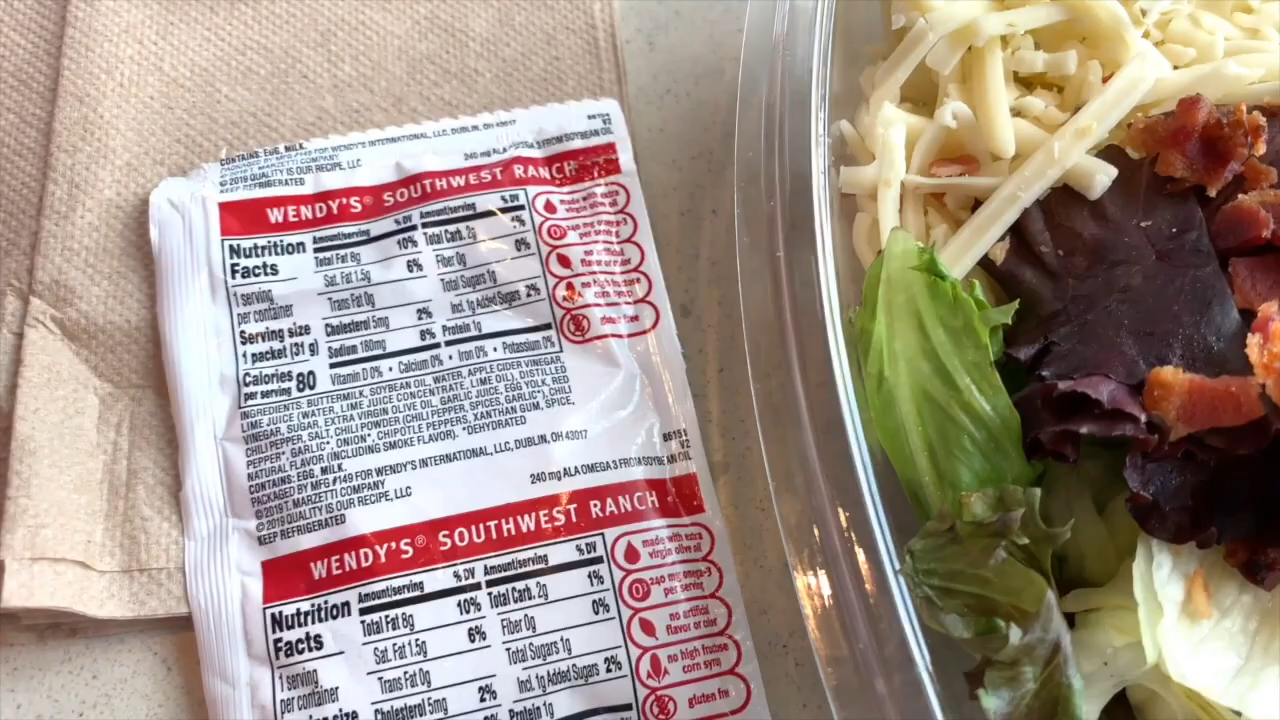 CONTAINS: EGG, MILK.
PACKAGED BY MFG #149 FOR WENDY'S INTERNATIONAL, LLC, DUBLIN, OH 43017
T. MARZETTI COMPANY
© 2019 QUALITY IS OUR RECIPE, LLC
KEEP REFRIGERATED
86154
V2
240 mg ALA OMEGA 3 FROM SOYBEAN OIL
WENDY'S® SOUTHWEST RANCH
Nutrition Facts
1 serving
per container
Serving size
1 packet (31 g)
Calories
per serving 80
Amount/serving % DV
Total Fat 8g 10%
Sat. Fat 1.5g 6%
Trans Fat 0g
Cholesterol 5mg 2%
Sodium 180mg 8%
Amount/serving % DV
Total Carb. 2g 1%
Fiber 0g 0%
Total Sugars 1g
Incl. 1g Added Sugars 2%
Protein 1g
Vitamin D 0% • Calcium 0% • Iron 0% • Potassium 0%
made with extra
virgin olive oil
O3 240 mg omega-3
per serving
no artificial
flavor or color
no high fructose
corn syrup
gluten free
INGREDIENTS: BUTTERMILK, SOYBEAN OIL, WATER, APPLE CIDER VINEGAR,
LIME JUICE (WATER, LIME JUICE CONCENTRATE, LIME OIL), DISTILLED
VINEGAR, SUGAR, EXTRA VIRGIN OLIVE OIL, GARLIC JUICE, EGG YOLK, RED
CHILI PEPPER, SALT, CHILI POWDER (CHILI PEPPER, SPICES, GARLIC*), CHILI
PEPPER*, GARLIC*, ONION*, CHIPOTLE PEPPERS, XANTHAN GUM, SPICE,
NATURAL FLAVOR (INCLUDING SMOKE FLAVOR). *DEHYDRATED
CONTAINS: EGG, MILK.
PACKAGED BY MFG #149 FOR WENDY'S INTERNATIONAL, LLC, DUBLIN, OH 43017
© 2019 T. MARZETTI COMPANY
© 2019 QUALITY IS OUR RECIPE, LLC
KEEP REFRIGERATED
86154
V2
240 mg ALA OMEGA 3 FROM SOYBEAN OIL
WENDY'S® SOUTHWEST RANCH
Nutrition Facts
1 serving
per container
size
Amount/serving % DV
Total Fat 8g 10%
Sat. Fat 1.5g 6%
Trans Fat 0g
Cholesterol 5mg 2%
Amount/serving % DV
Total Carb. 2g 1%
Fiber 0g 0%
Total Sugars 1g
Incl. 1g Added Sugars 2%
Protein 1g
made with extra
virgin olive oil
O3 240 mg omega-3
per serving
no artificial
flavor or color
no high fructose
corn syrup
gluten free